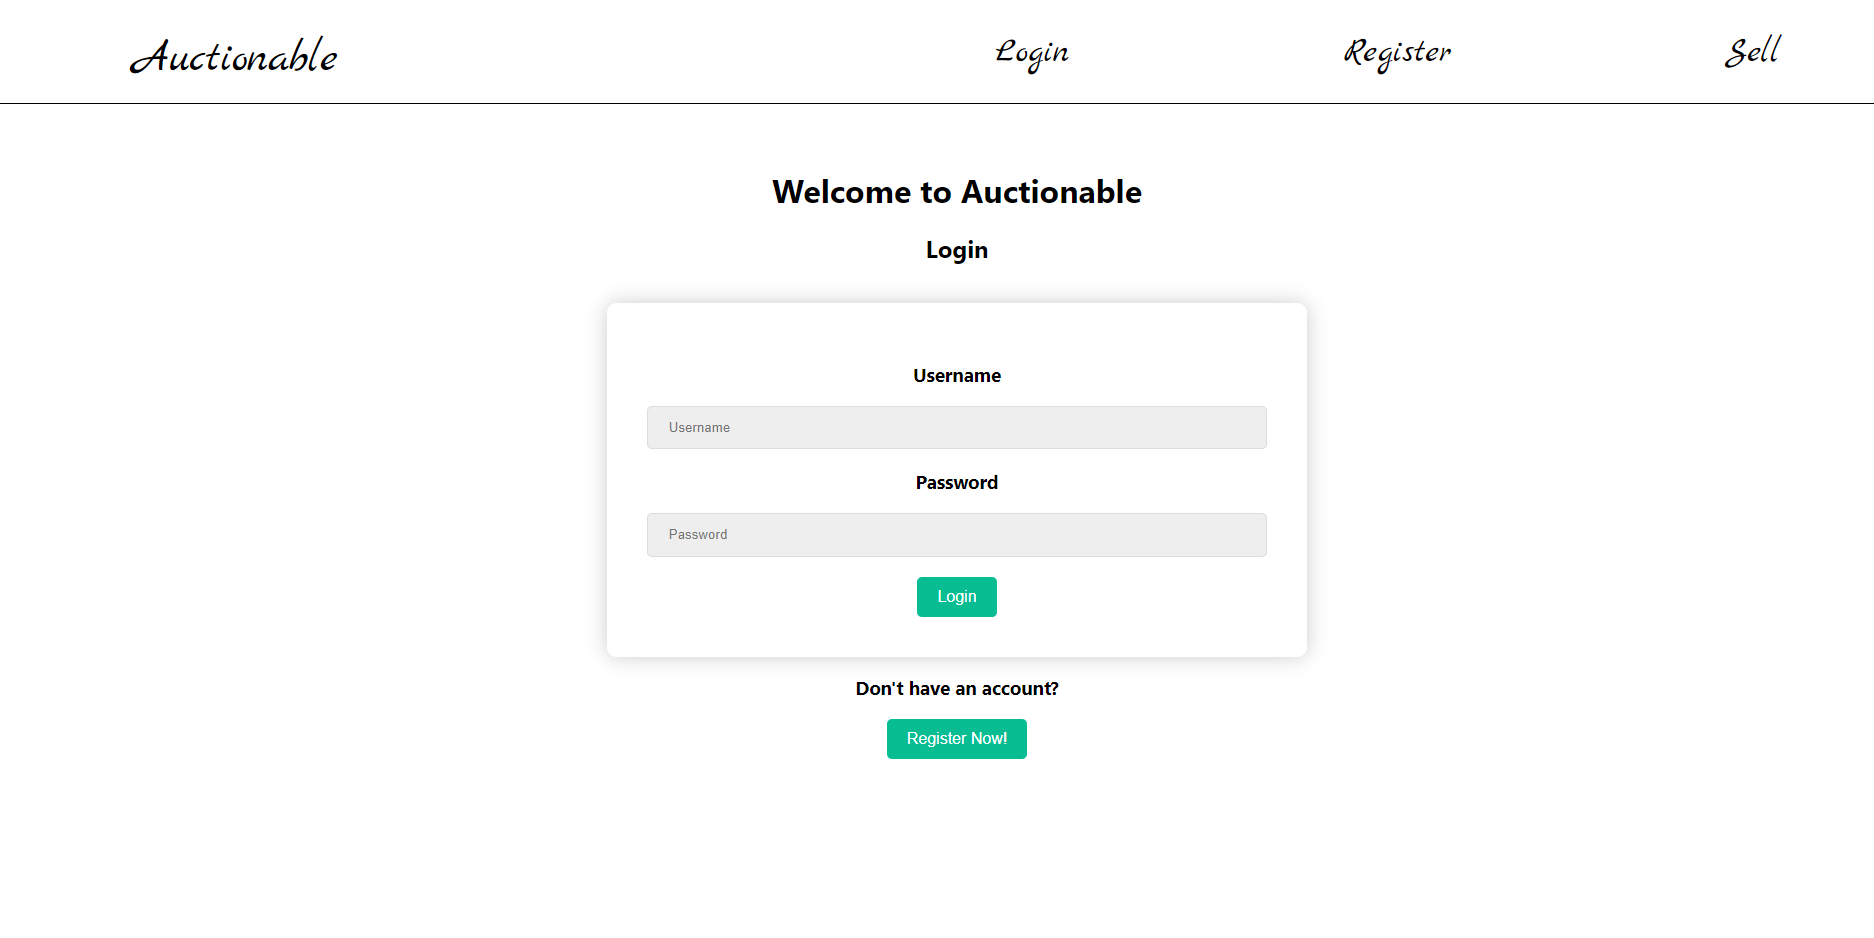 Auctionable Login Register Sell
Welcome to Auctionable
Login
Username
Username
Password
Password
Login
Don't have an account?
Register Now!